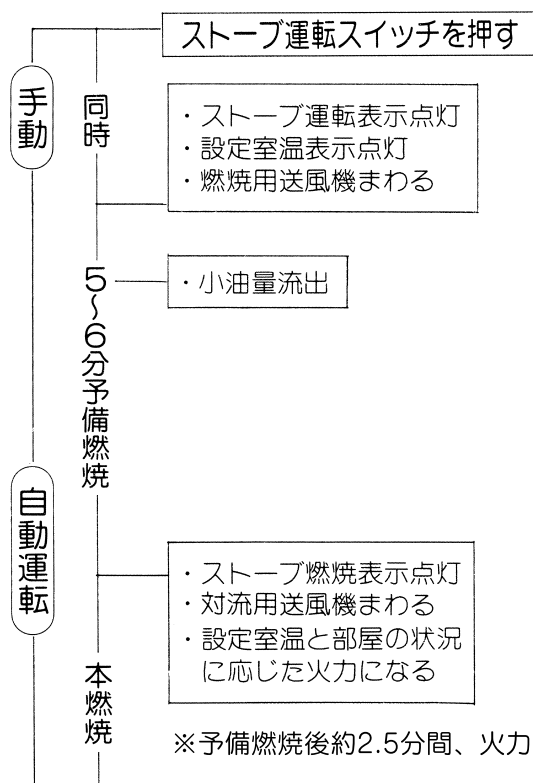 ストーブ運転スイッチを押す
手動
同時
・ストーブ運転表示点灯
・設定室温表示点灯
・燃焼用送風機まわる
5～6分予備燃焼
・小油量流出
自動運転
・ストーブ燃焼表示点灯
・対流用送風機まわる
・設定室温と部屋の状況
に応じた火力になる
本燃焼
※予備燃焼後約2.5分間、火力